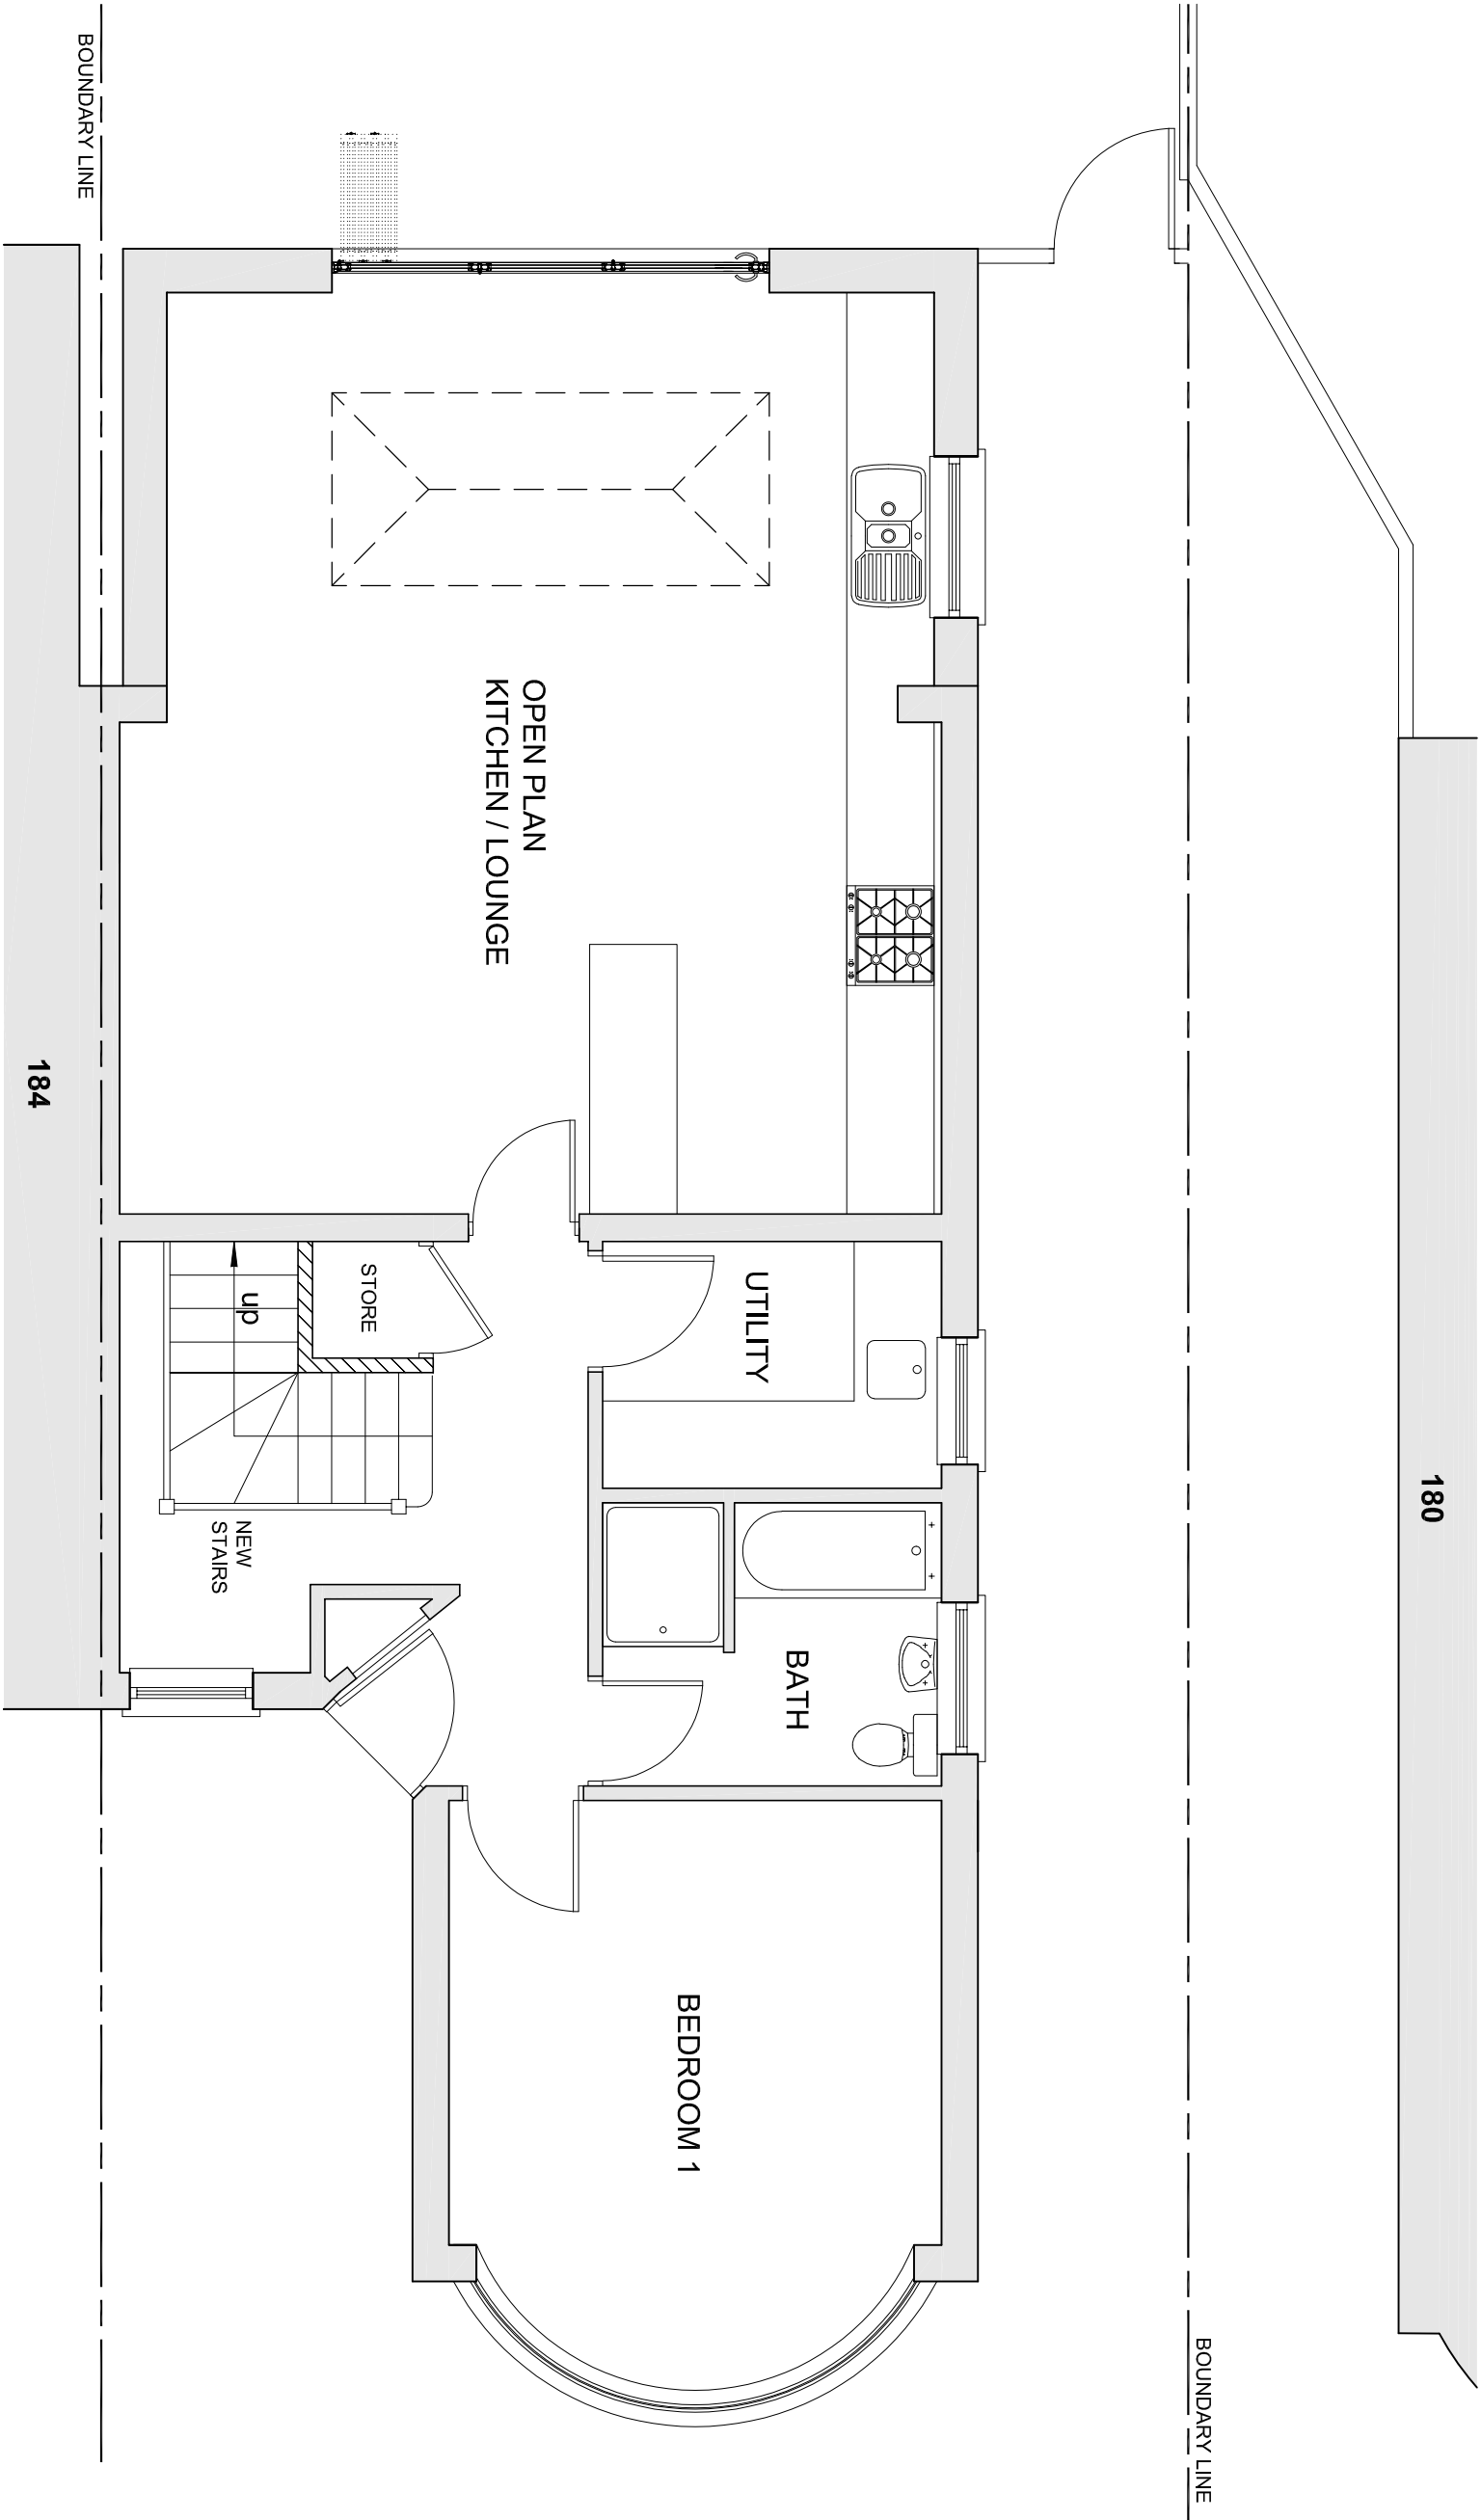 BOUNDARY LINE
OPEN PLAN
KITCHEN / LOUNGE
184
180
UTILITY
STORE
up
NEW
STAIRS
BATH
BEDROOM 1
BOUNDARY LINE